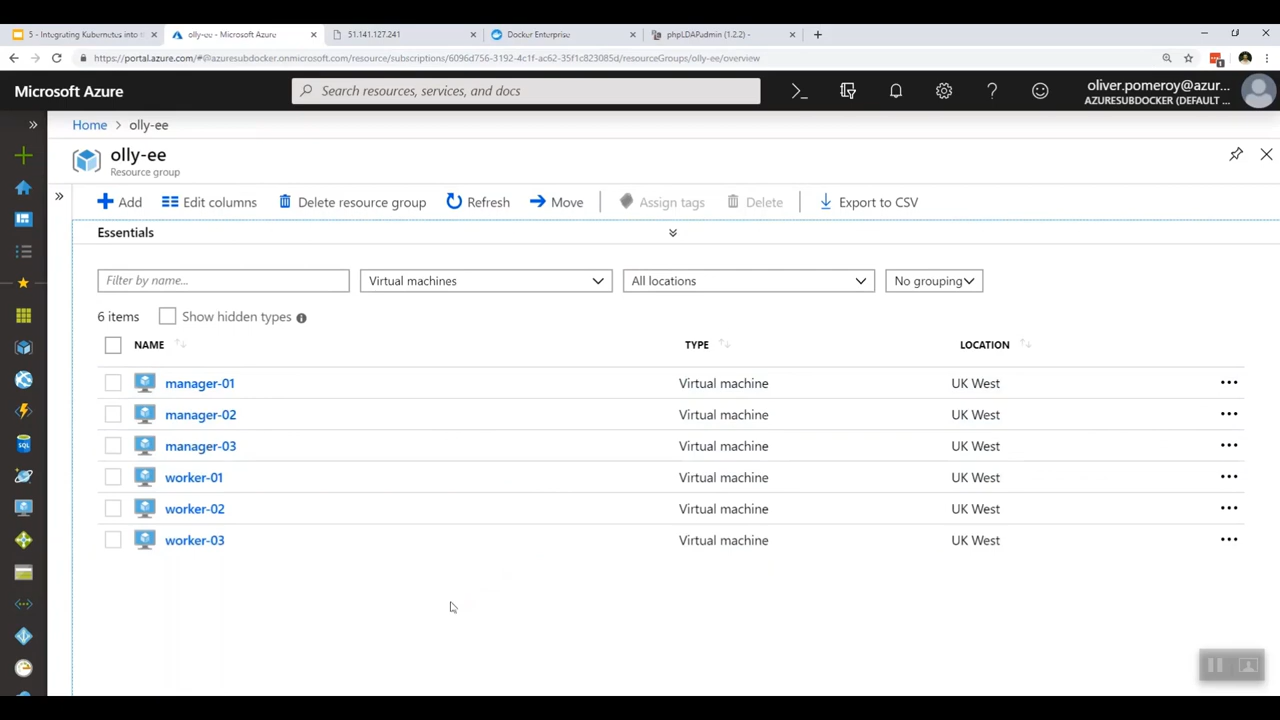 5 - Integrating Kubernetes into th
olly-ee - Microsoft Azure
51.141.127.241
Docker Enterprise
phpLDAPadmin (1.2.2) -
https://portal.azure.com/#@azuresubdocker.onmicrosoft.com/resource/subscriptions/6096d756-3192-4c1f-ac62-35f1c823085d/resourceGroups/olly-ee/overview
1
Microsoft Azure
Search resources, services, and docs
oliver.pomeroy@azur...
AZURESUBDOCKER (DEFAULT ...
Home > olly-ee
olly-ee
Resource group
Add
Edit columns
Delete resource group
Refresh
Move
Assign tags
Delete
Export to CSV
Essentials
Filter by name...
Virtual machines
All locations
No grouping
6 items
Show hidden types
NAME TYPE LOCATION
manager-01 Virtual machine UK West
manager-02 Virtual machine UK West
manager-03 Virtual machine UK West
worker-01 Virtual machine UK West
worker-02 Virtual machine UK West
worker-03 Virtual machine UK West
SQL